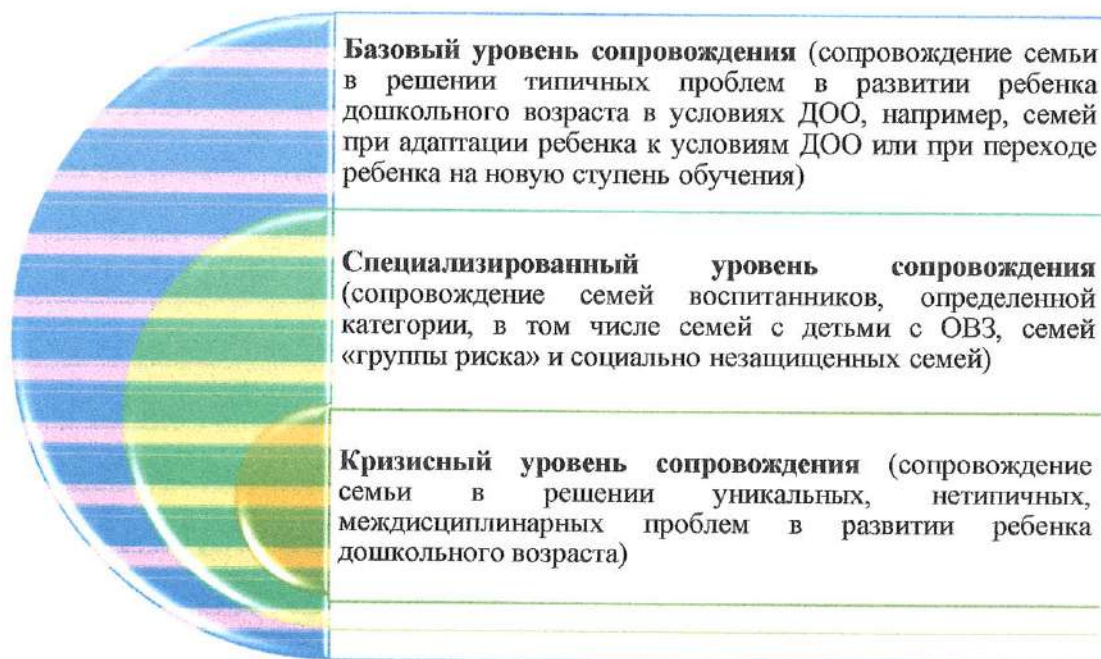 Базовый уровень сопровождения (сопровождение семьи
в решении типичных проблем в развитии ребенка
дошкольного возраста в условиях ДОО, например, семей
при адаптации ребенка к условиям ДОО или при переходе
ребенка на новую ступень обучения)
Специализированный уровень сопровождения
(сопровождение семей воспитанников, определенной
категории, в том числе семей с детьми с ОВЗ, семей
«группы риска» и социально незащищенных семей)
Кризисный уровень сопровождения (сопровождение
семьи в решении уникальных, нетипичных,
междисциплинарных проблем в развитии ребенка
дошкольного возраста)